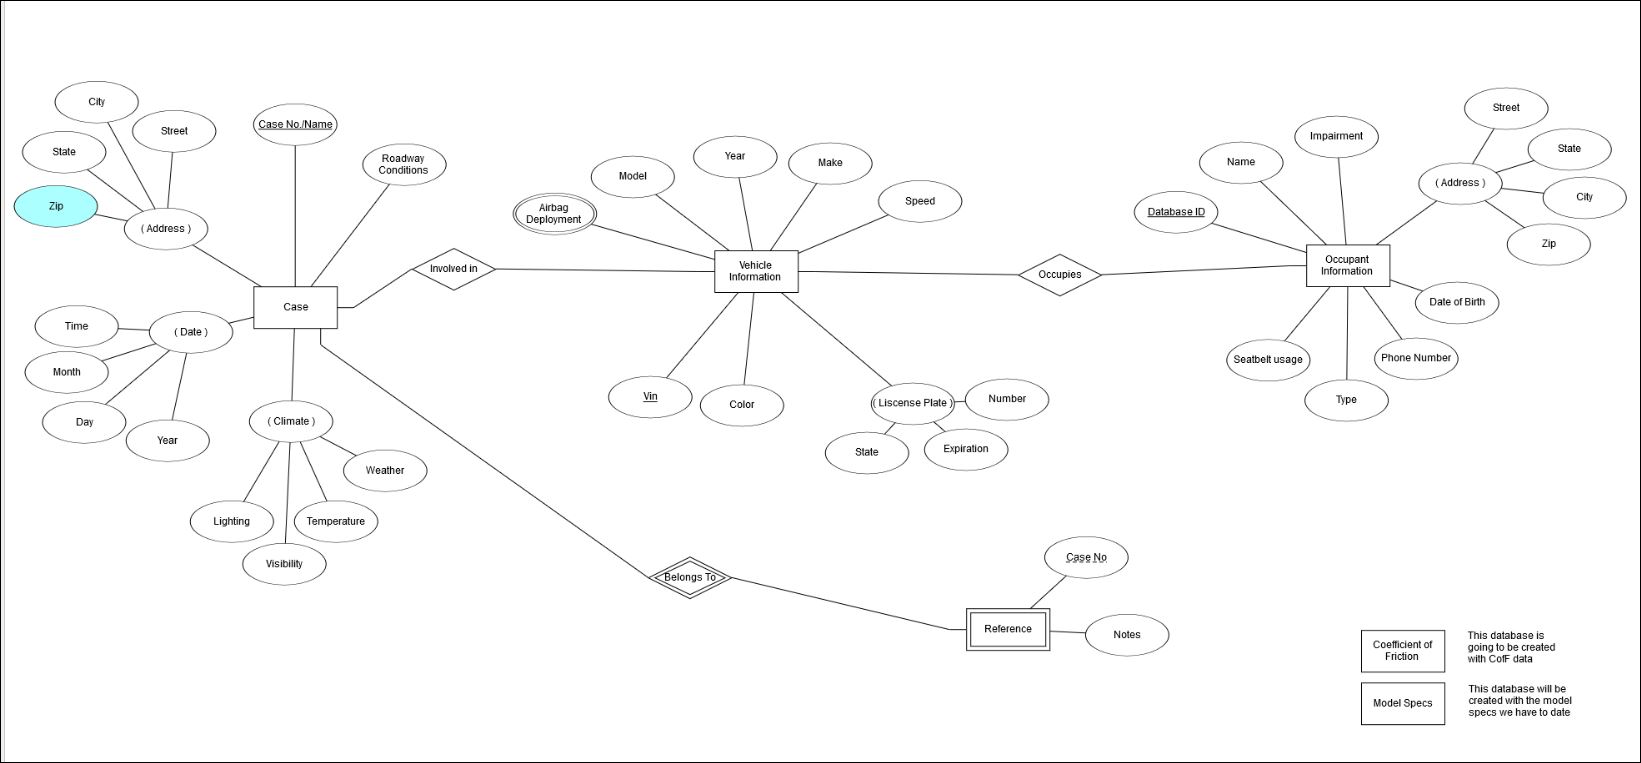 City
Street
State
Zip
( Address )
Case No./Name
Roadway
Conditions
Case
Time
( Date )
Month
Day
Year
( Climate )
Weather
Lighting
Temperature
Visibility
Involved in
Airbag
Deployment
Model
Year
Make
Speed
Vehicle
Information
Vin
Color
( Liscense Plate )
Number
State
Expiration
Occupies
Database ID
Name
Impairment
Street
State
( Address )
City
Zip
Occupant
Information
Date of Birth
Seatbelt usage
Phone Number
Type
Belongs To
Case No
Reference
Notes
Coefficient of
Friction
This database is
going to be created
with CofF data
Model Specs
This database will be
created with the model
specs we have to date